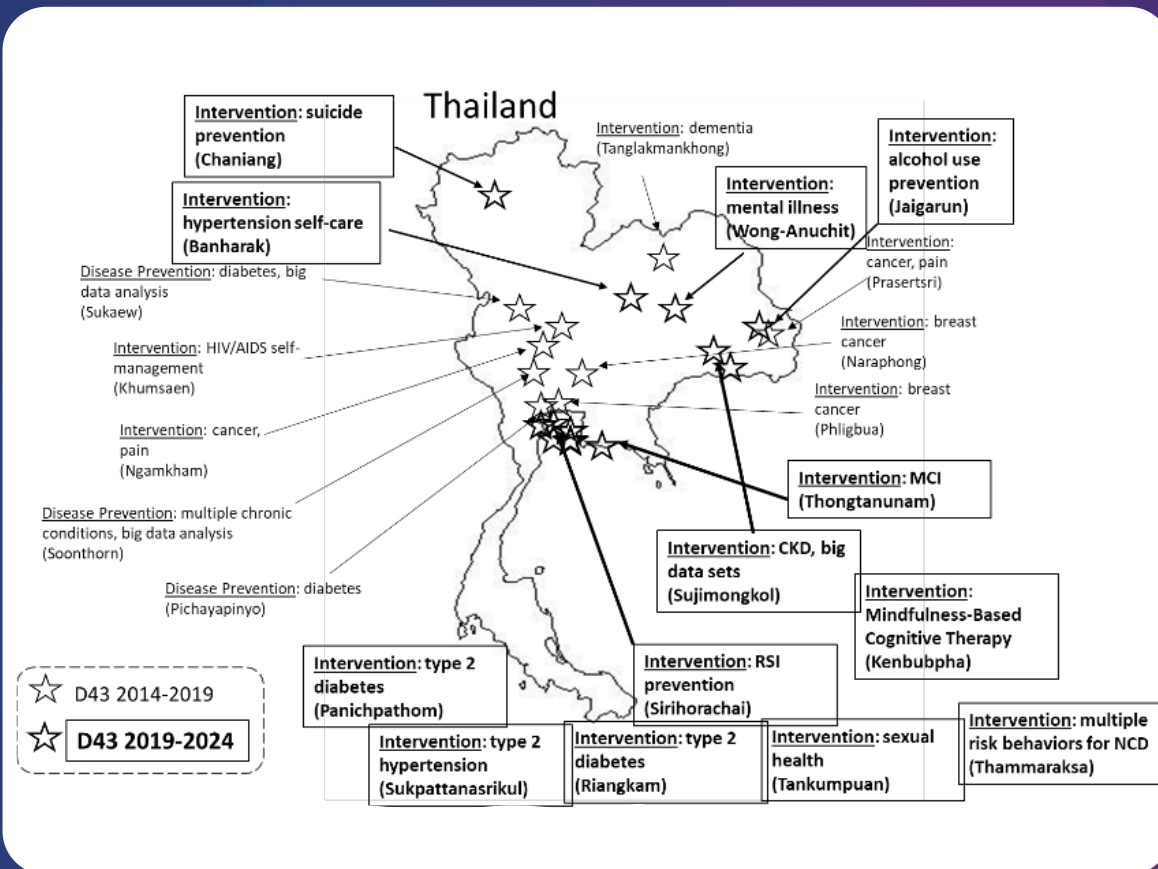 Thailand
Intervention: suicide
prevention
(Chaniang)
Intervention:
hypertension self-care
(Banharak)
Disease Prevention: diabetes, big
data analysis
(Sukaew)
Intervention: HIV/AIDS self-
management
(Khumsaen)
Intervention: cancer,
pain
(Ngamkham)
Disease Prevention: multiple chronic
conditions, big data analysis
(Soonthorn)
Disease Prevention: diabetes
(Pichayapinyo)
Intervention: dementia
(Tanglakmankhong)
Intervention:
mental illness
(Wong-Anuchit)
Intervention:
alcohol use
prevention
(Jaigarun)
Intervention:
cancer, pain
(Prasertsri)
Intervention: breast
cancer
(Naraphong)
Intervention: breast
cancer
(Phligbua)
Intervention: MCI
(Thongtanunam)
Intervention: CKD, big
data sets
(Sujimongkol)
Intervention:
Mindfulness-Based
Cognitive Therapy
(Kenbubpha)
Intervention: type 2
diabetes
(Panichpathom)
Intervention: RSI
prevention
(Sirihorachai)
Intervention: type 2
hypertension
(Sukpattanasrikul)
Intervention: type 2
diabetes
(Riangkam)
Intervention: sexual
health
(Tankumpuan)
Intervention: multiple
risk behaviors for NCD
(Thammaraksa)
D43 2014-2019
D43 2019-2024